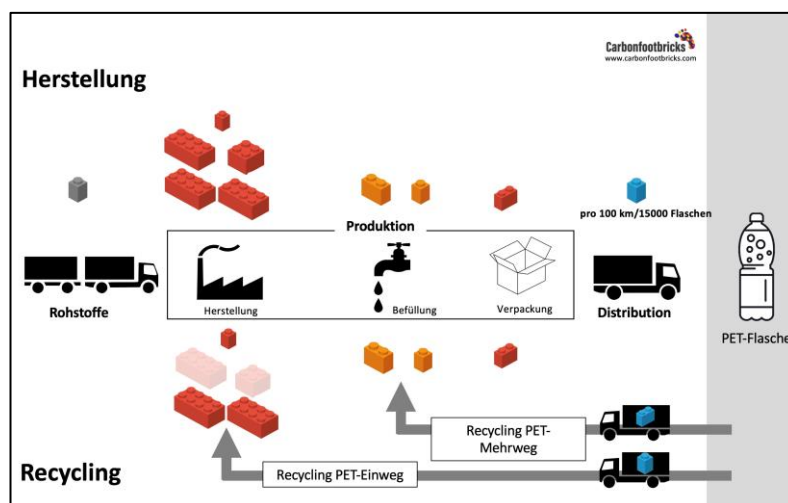 Carbonfootbricks
www.carbonfootbricks.com
Herstellung
pro 100 km/15000 Flaschen
Produktion
Rohstoffe
Herstellung
Befüllung
Verpackung
Distribution
PET-Flasche
Recycling PET-
Mehrweg
Recycling
Recycling PET-Einweg